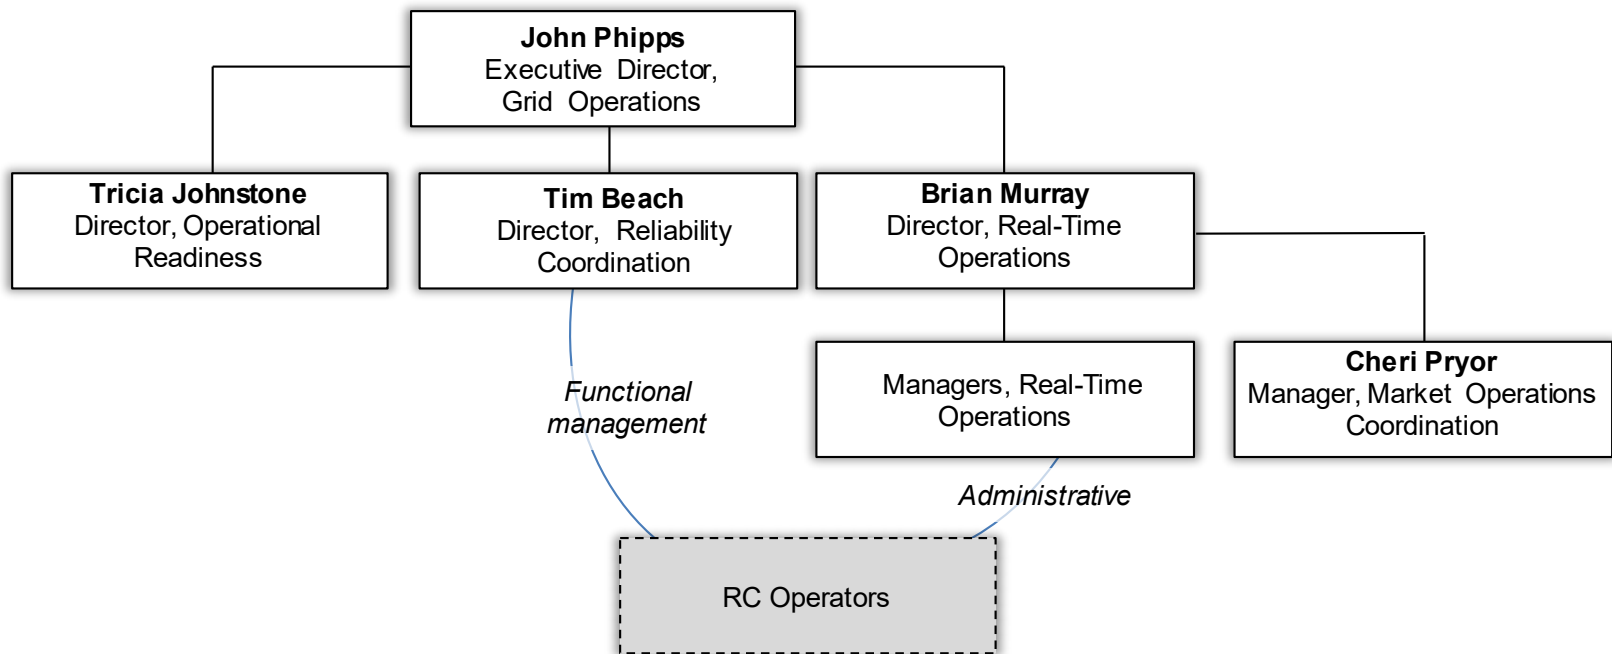 John Phipps
Executive Director,
Grid Operations
Tricia Johnstone
Director, Operational
Readiness
Tim Beach
Director, Reliability
Coordination
Brian Murray
Director, Real-Time
Operations
Managers, Real-Time
Operations
Cheri Pryor
Manager, Market Operations
Coordination
Functional
management
Administrative
RC Operators